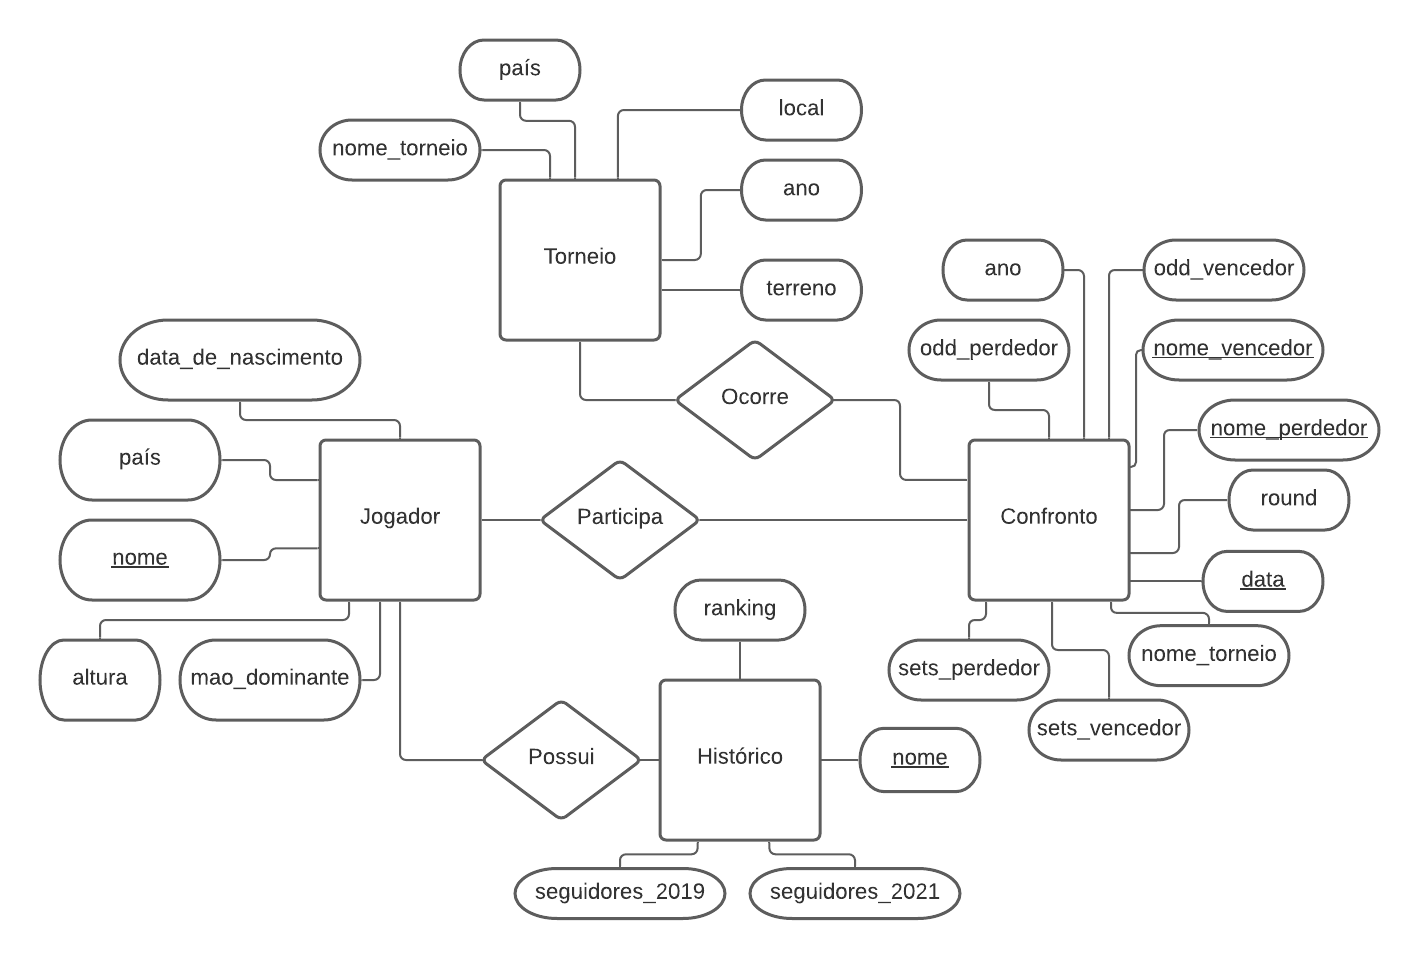 país
local
nome_torneio
ano
Torneio
terreno
ano
odd_vencedor
odd_perdedor
nome_vencedor
data_de_nascimento
Ocorre
nome_perdedor
país
round
Jogador
Participa
Confronto
nome
data
ranking
nome_torneio
sets_perdedor
altura
mao_dominante
sets_vencedor
Possui
Histórico
nome
seguidores_2019
seguidores_2021